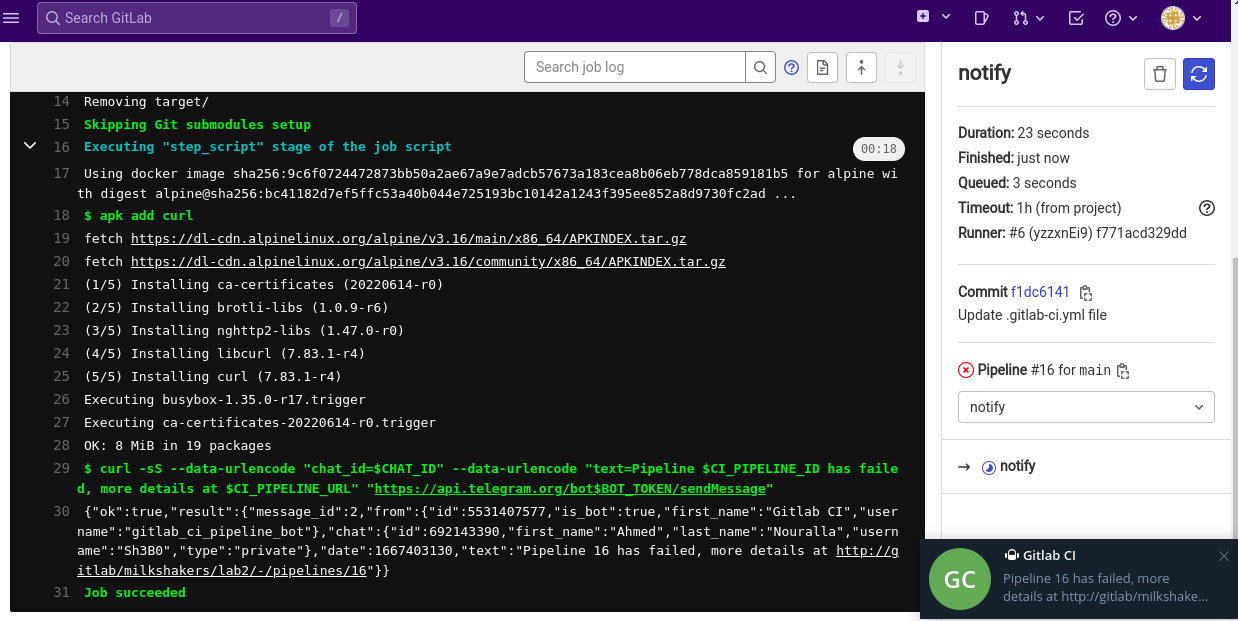 Search GitLab /
Search job log
14 Removing target/
15 Skipping Git submodules setup
16 Executing "step_script" stage of the job script 00:18
17 Using docker image sha256:9c6f0724472873bb50a2ae67a9e7adcb57673a183cea8b06eb778dca859181b5 for alpine wi
th digest alpine@sha256:bc41182d7ef5ffc53a40b044e725193bc10142a1243f395ee852a8d9730fc2ad ...
18 $ apk add curl
19 fetch https://dl-cdn.alpinelinux.org/alpine/v3.16/main/x86_64/APKINDEX.tar.gz
20 fetch https://dl-cdn.alpinelinux.org/alpine/v3.16/community/x86_64/APKINDEX.tar.gz
21 (1/5) Installing ca-certificates (20220614-r0)
22 (2/5) Installing brotli-libs (1.0.9-r6)
23 (3/5) Installing nghttp2-libs (1.47.0-r0)
24 (4/5) Installing libcurl (7.83.1-r4)
25 (5/5) Installing curl (7.83.1-r4)
26 Executing busybox-1.35.0-r17.trigger
27 Executing ca-certificates-20220614-r0.trigger
28 OK: 8 MiB in 19 packages
29 $ curl -sS --data-urlencode "chat_id=$CHAT_ID" --data-urlencode "text=Pipeline $CI_PIPELINE_ID has faile
d, more details at $CI_PIPELINE_URL" "https://api.telegram.org/bot$BOT_TOKEN/sendMessage"
30 {"ok":true,"result":{"message_id":2,"from":{"id":5531407577,"is_bot":true,"first_name":"Gitlab CI","user
name":"gitlab_ci_pipeline_bot"},"chat":{"id":692143390,"first_name":"Ahmed","last_name":"Nouralla","usern
ame":"Sh3B0","type":"private"},"date":1667403130,"text":"Pipeline 16 has failed, more details at http://g
itlab/milkshakers/lab2/-/pipelines/16"}}
31 Job succeeded
notify
Duration: 23 seconds
Finished: just now
Queued: 3 seconds
Timeout: 1h (from project)
Runner: #6 (yzzxnEi9) f771acd329dd
Commit f1dc6141
Update .gitlab-ci.yml file
Pipeline #16 for main
notify
→ notify
GC
Gitlab CI
Pipeline 16 has failed, more
details at http://gitlab/milkshake...